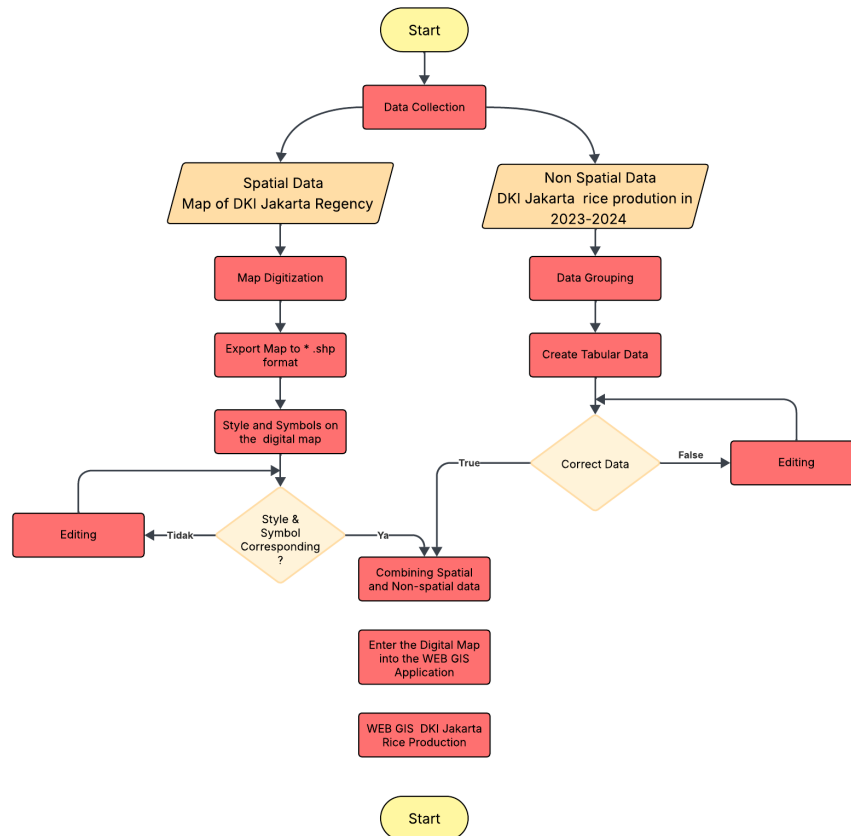 Start
Data Collection
Spatial Data
Map of DKI Jakarta Regency
Non Spatial Data
DKI Jakarta rice prodution in
2023-2024
Map Digitization
Data Grouping
Export Map to * .shp
format
Create Tabular Data
Style and Symbols on
the digital map
Correct Data
True
False
Editing
Style &
Symbol
Corresponding
?
Tidak
Ya
Editing
Combining Spatial
and Non-spatial data
Enter the Digital Map
into the WEB GIS
Application
WEB GIS DKI Jakarta
Rice Production
Start